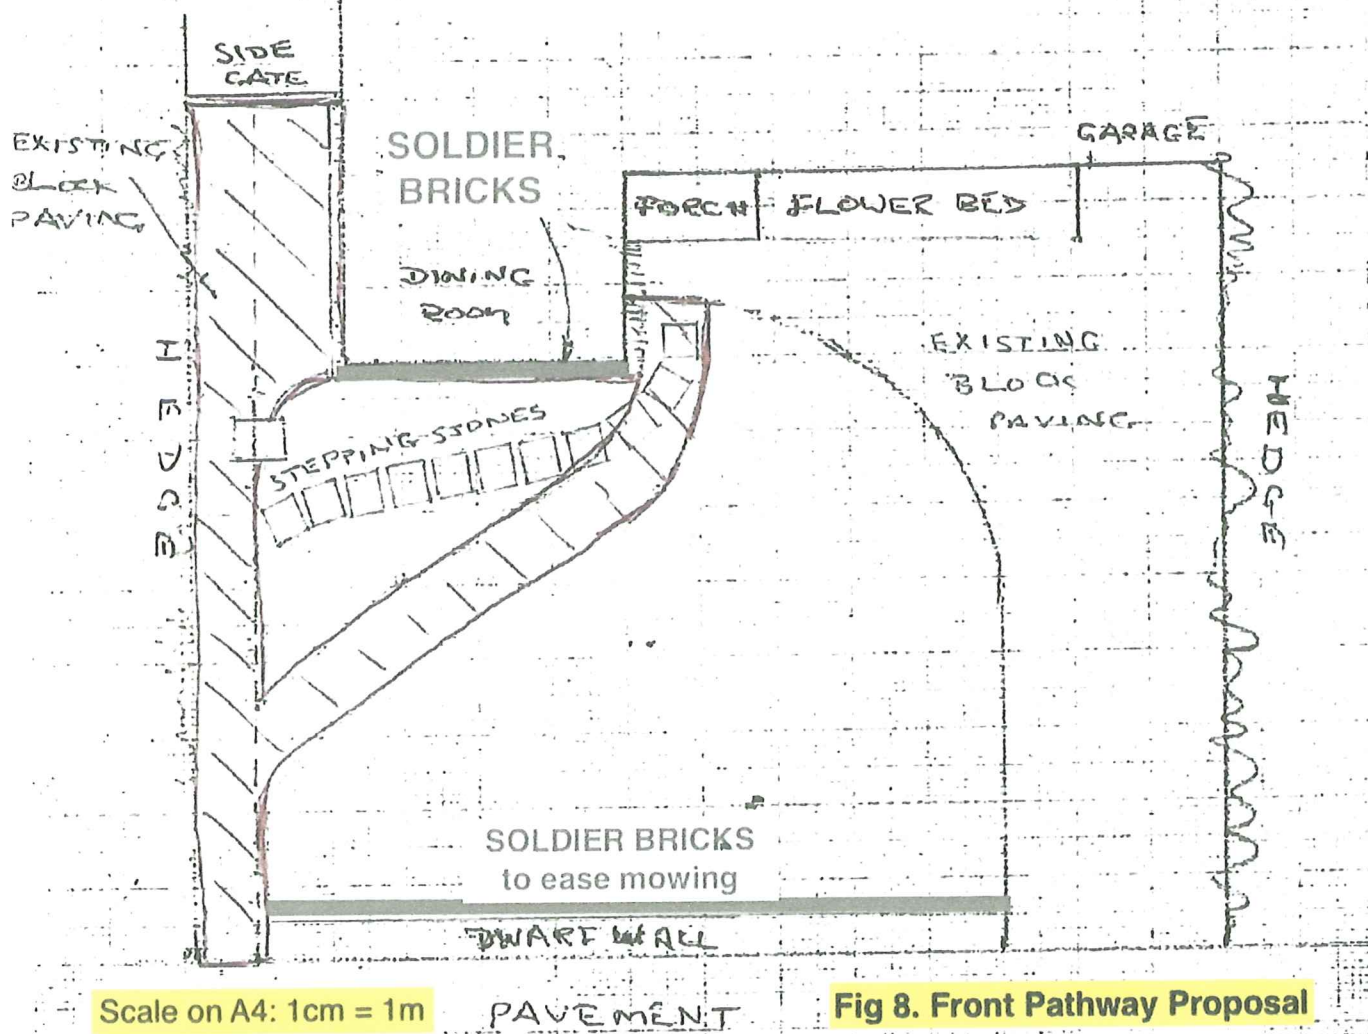 SIDE
GATE
EXISTING
BLOCK
PAVING
SOLDIER
BRICKS
GARAGE
PORCH
FLOWER BED
DINING
ROOM
EXISTING
BLOCK
PAVING
HEDGE
HEDGE
STEPPING STONES
SOLDIER BRICKS
to ease mowing
DWARF WALL
Scale on A4: 1cm = 1m
PAVEMENT
Fig 8. Front Pathway Proposal